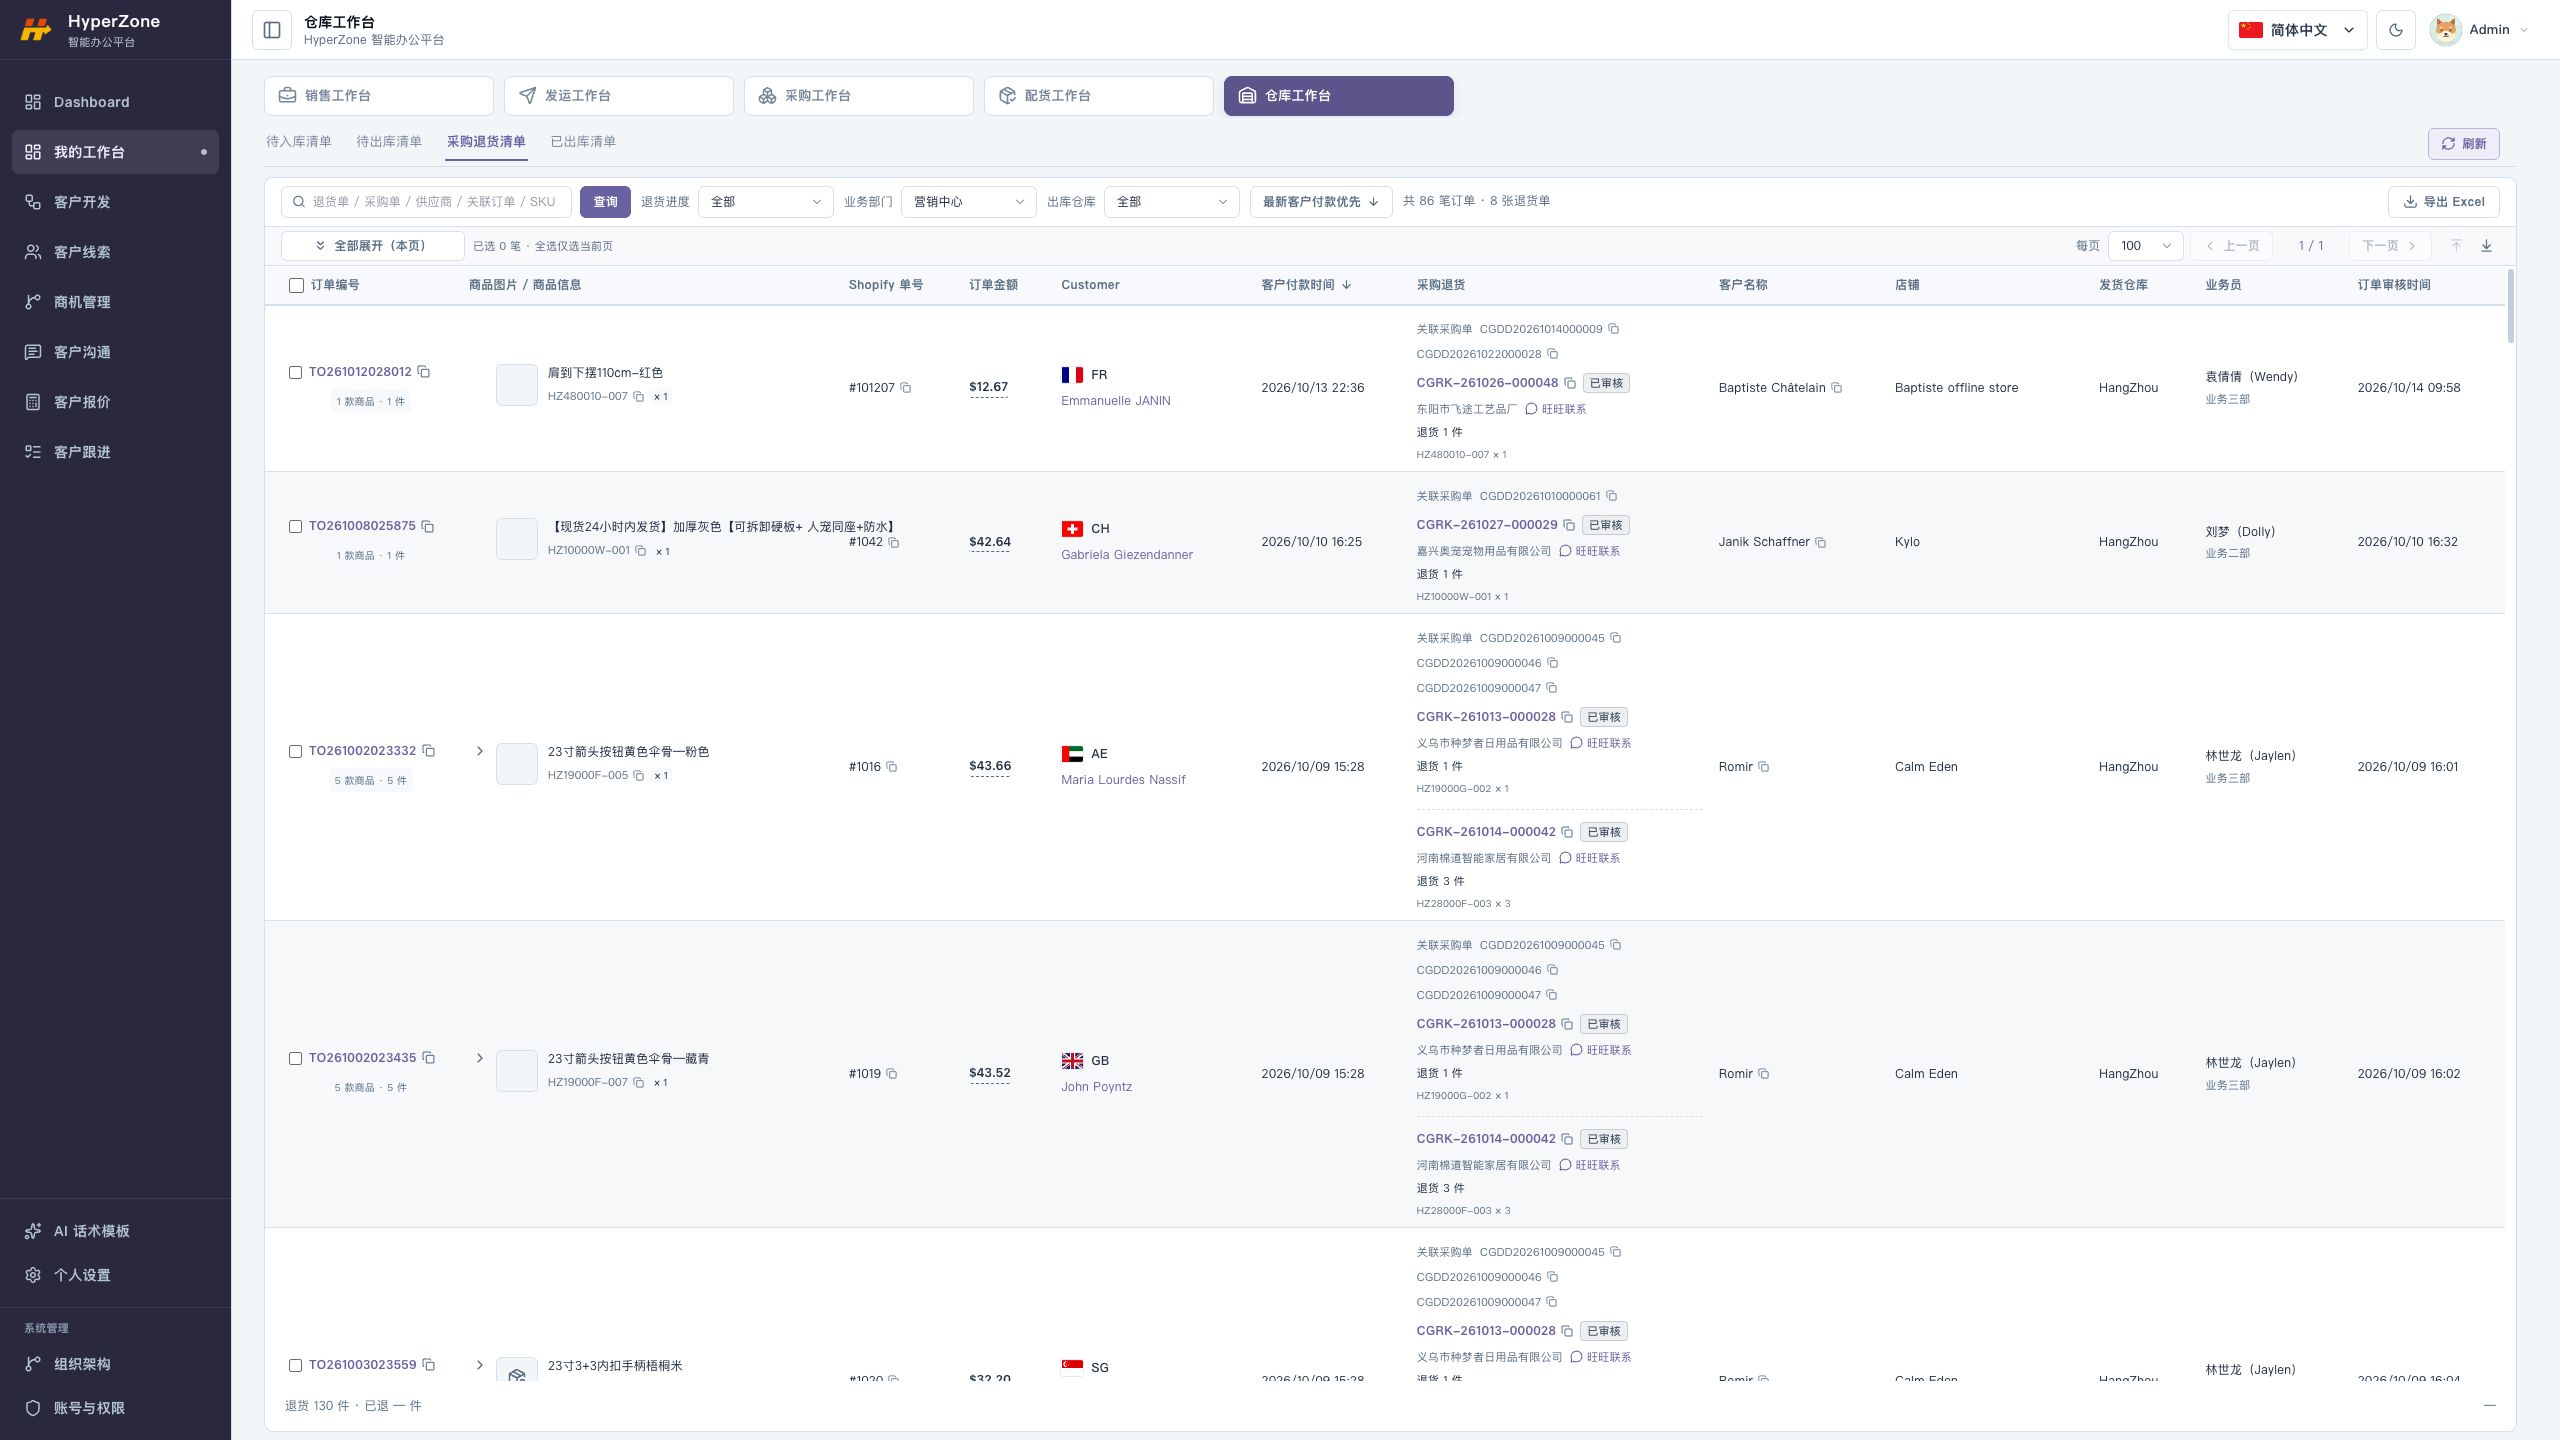 HyperZone
智能办公平台
Dashboard
我的工作台
客户开发
客户线索
商机管理
客户沟通
客户报价
客户跟进
AI 话术模板
个人设置
系统管理
组织架构
账号与权限
仓库工作台
HyperZone 智能办公平台
简体中文
Admin
销售工作台
发运工作台
采购工作台
配货工作台
仓库工作台
待入库清单
待出库清单
采购退货清单
已出库清单
刷新
退货单 / 采购单 / 供应商 / 关联订单 / SKU
查询
退货进度 全部
业务部门 营销中心
出库仓库 全部
最新客户付款优先 ↓
共 86 笔订单 · 8 张退货单
导出 Excel
全部展开（本页）
已选 0 笔 · 全选仅选当前页
每页 100
上一页
1 / 1
下一页
订单编号
商品图片 / 商品信息
Shopify 单号
订单金额
Customer
客户付款时间 ↓
采购退货
客户名称
店铺
发货仓库
业务员
订单审核时间
TO261012028012
1 款商品 · 1 件
肩到下摆110cm-红色
HZ480010-007 × 1
#101207
$12.67
FR
Emmanuelle JANIN
2026/10/13 22:36
关联采购单 CGDD20261014000009
CGDD20261022000028
CGRK-261026-000048 已审核
东阳市飞途工艺品厂 旺旺联系
退货 1 件
HZ480010-007 × 1
Baptiste Châtelain
Baptiste offline store
HangZhou
袁倩倩（Wendy）
业务三部
2026/10/14 09:58
TO261008025875
1 款商品 · 1 件
【现货24小时内发货】加厚灰色【可拆卸硬板+ 人宠同座+防水】
HZ10000W-001 × 1
#1042
$42.64
CH
Gabriela Giezendanner
2026/10/10 16:25
关联采购单 CGDD20261010000061
CGRK-261027-000029 已审核
嘉兴奥宠宠物用品有限公司 旺旺联系
退货 1 件
HZ10000W-001 × 1
Janik Schaffner
Kylo
HangZhou
刘梦（Dolly）
业务二部
2026/10/10 16:32
TO261002023332
5 款商品 · 5 件
23寸箭头按钮黄色伞骨—粉色
HZ19000F-005 × 1
#1016
$43.66
AE
Maria Lourdes Nassif
2026/10/09 15:28
关联采购单 CGDD20261009000045
CGDD20261009000046
CGDD20261009000047
CGRK-261013-000028 已审核
义乌市种梦者日用品有限公司 旺旺联系
退货 1 件
HZ19000G-002 × 1
CGRK-261014-000042 已审核
河南棉道智能家居有限公司 旺旺联系
退货 3 件
HZ28000F-003 × 3
Romir
Calm Eden
HangZhou
林世龙（Jaylen）
业务三部
2026/10/09 16:01
TO261002023435
5 款商品 · 5 件
23寸箭头按钮黄色伞骨—藏青
HZ19000F-007 × 1
#1019
$43.52
GB
John Poyntz
2026/10/09 15:28
关联采购单 CGDD20261009000045
CGDD20261009000046
CGDD20261009000047
CGRK-261013-000028 已审核
义乌市种梦者日用品有限公司 旺旺联系
退货 1 件
HZ19000G-002 × 1
CGRK-261014-000042 已审核
河南棉道智能家居有限公司 旺旺联系
退货 3 件
HZ28000F-003 × 3
Romir
Calm Eden
HangZhou
林世龙（Jaylen）
业务三部
2026/10/09 16:02
TO261003023559
23寸3+3内扣手柄梧桐米
#1020
$32.20
SG
2026/10/09 15:28
关联采购单 CGDD20261009000045
CGDD20261009000046
CGDD20261009000047
CGRK-261013-000028 已审核
义乌市种梦者日用品有限公司 旺旺联系
退货 1 件
Romir
Calm Eden
HangZhou
林世龙（Jaylen）
2026/10/09 16:04
退货 130 件 · 已退 — 件
—